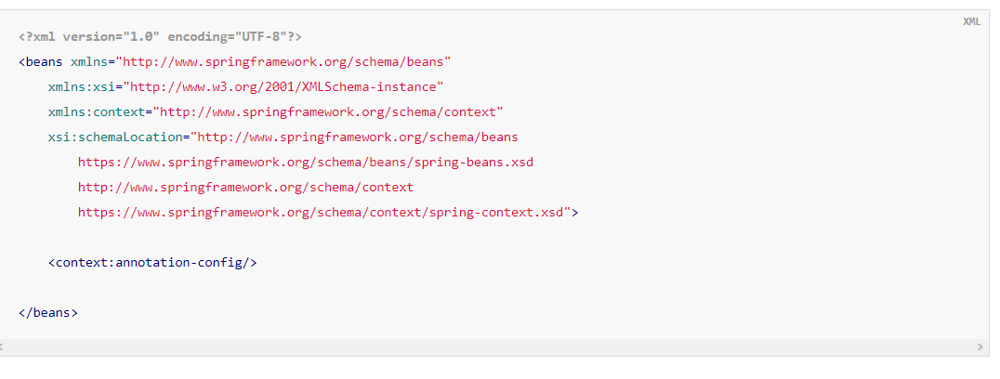 XML
<?xml version="1.0" encoding="UTF-8"?>
<beans xmlns="http://www.springframework.org/schema/beans"
    xmlns:xsi="http://www.w3.org/2001/XMLSchema-instance"
    xmlns:context="http://www.springframework.org/schema/context"
    xsi:schemaLocation="http://www.springframework.org/schema/beans
        https://www.springframework.org/schema/beans/spring-beans.xsd
        http://www.springframework.org/schema/context
        https://www.springframework.org/schema/context/spring-context.xsd">
    <context:annotation-config/>
</beans>